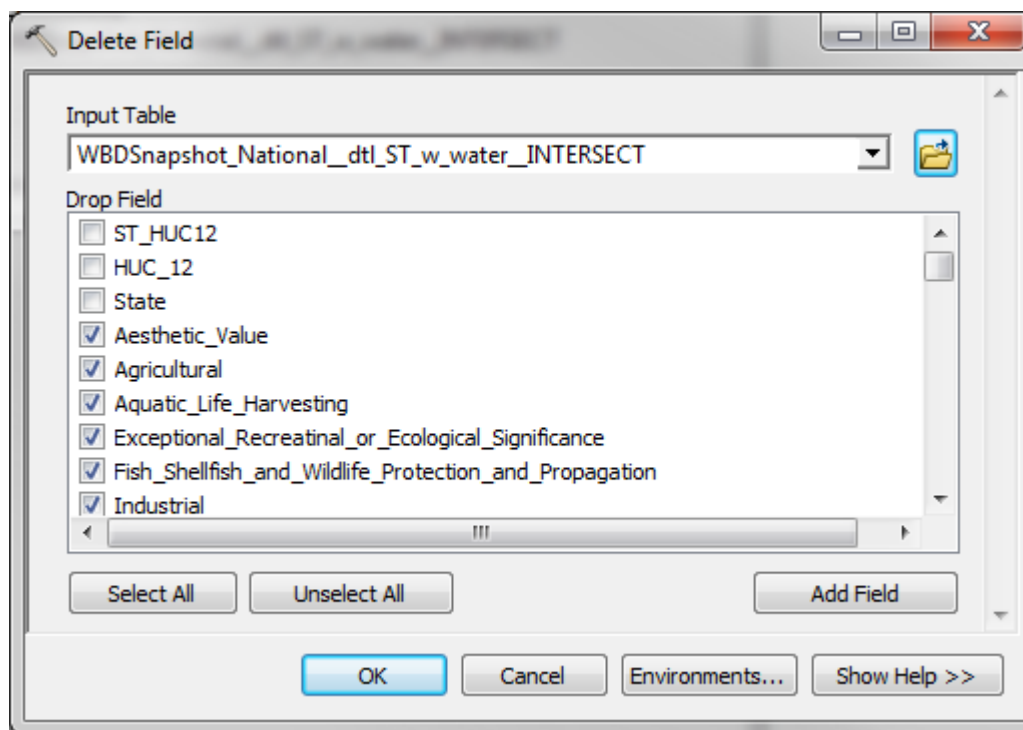 Delete Field
Input Table
WBDSnapshot_National__dtl_ST_w_water__INTERSECT
Drop Field
ST_HUC12
HUC_12
State
Aesthetic_Value
Agricultural
Aquatic_Life_Harvesting
Exceptional_Recreatinal_or_Ecological_Significance
Fish_Shellfish_and_Wildlife_Protection_and_Propagation
Industrial
Select All Unselect All Add Field
OK Cancel Environments... Show Help >>